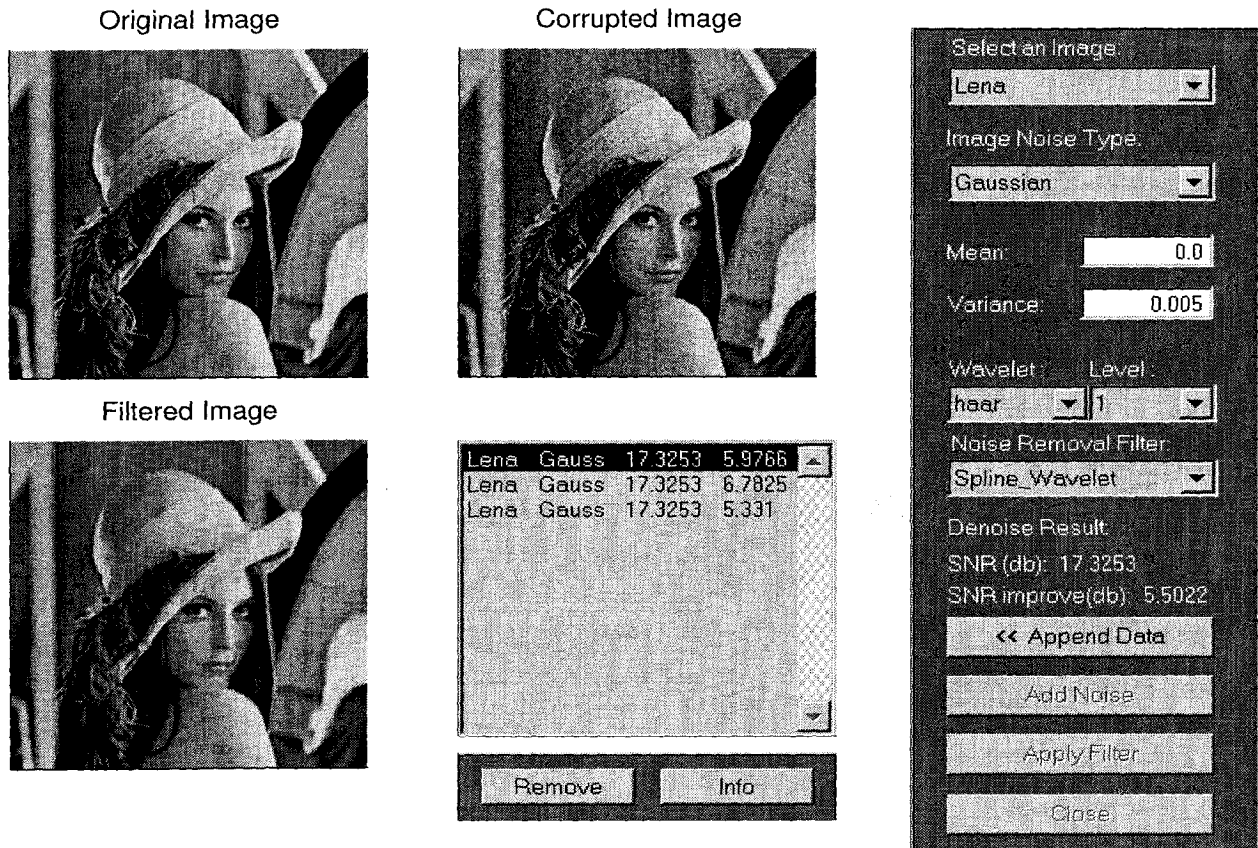 Original Image
Corrupted Image
Filtered Image
Lena Gauss 17.3253 5.9766
Lena Gauss 17.3253 6.7825
Lena Gauss 17.3253 5.331
Remove
Info
Select an Image:
Lena
Image Noise Type:
Gaussian
Mean: 0.0
Variance: 0.005
Wavelet : Level :
haar 1
Noise Removal Filter:
Spline_Wavelet
Denoise Result:
SNR (db): 17.3253
SNR improve(db): 5.5022
<< Append Data
Add Noise
Apply Filter
Close